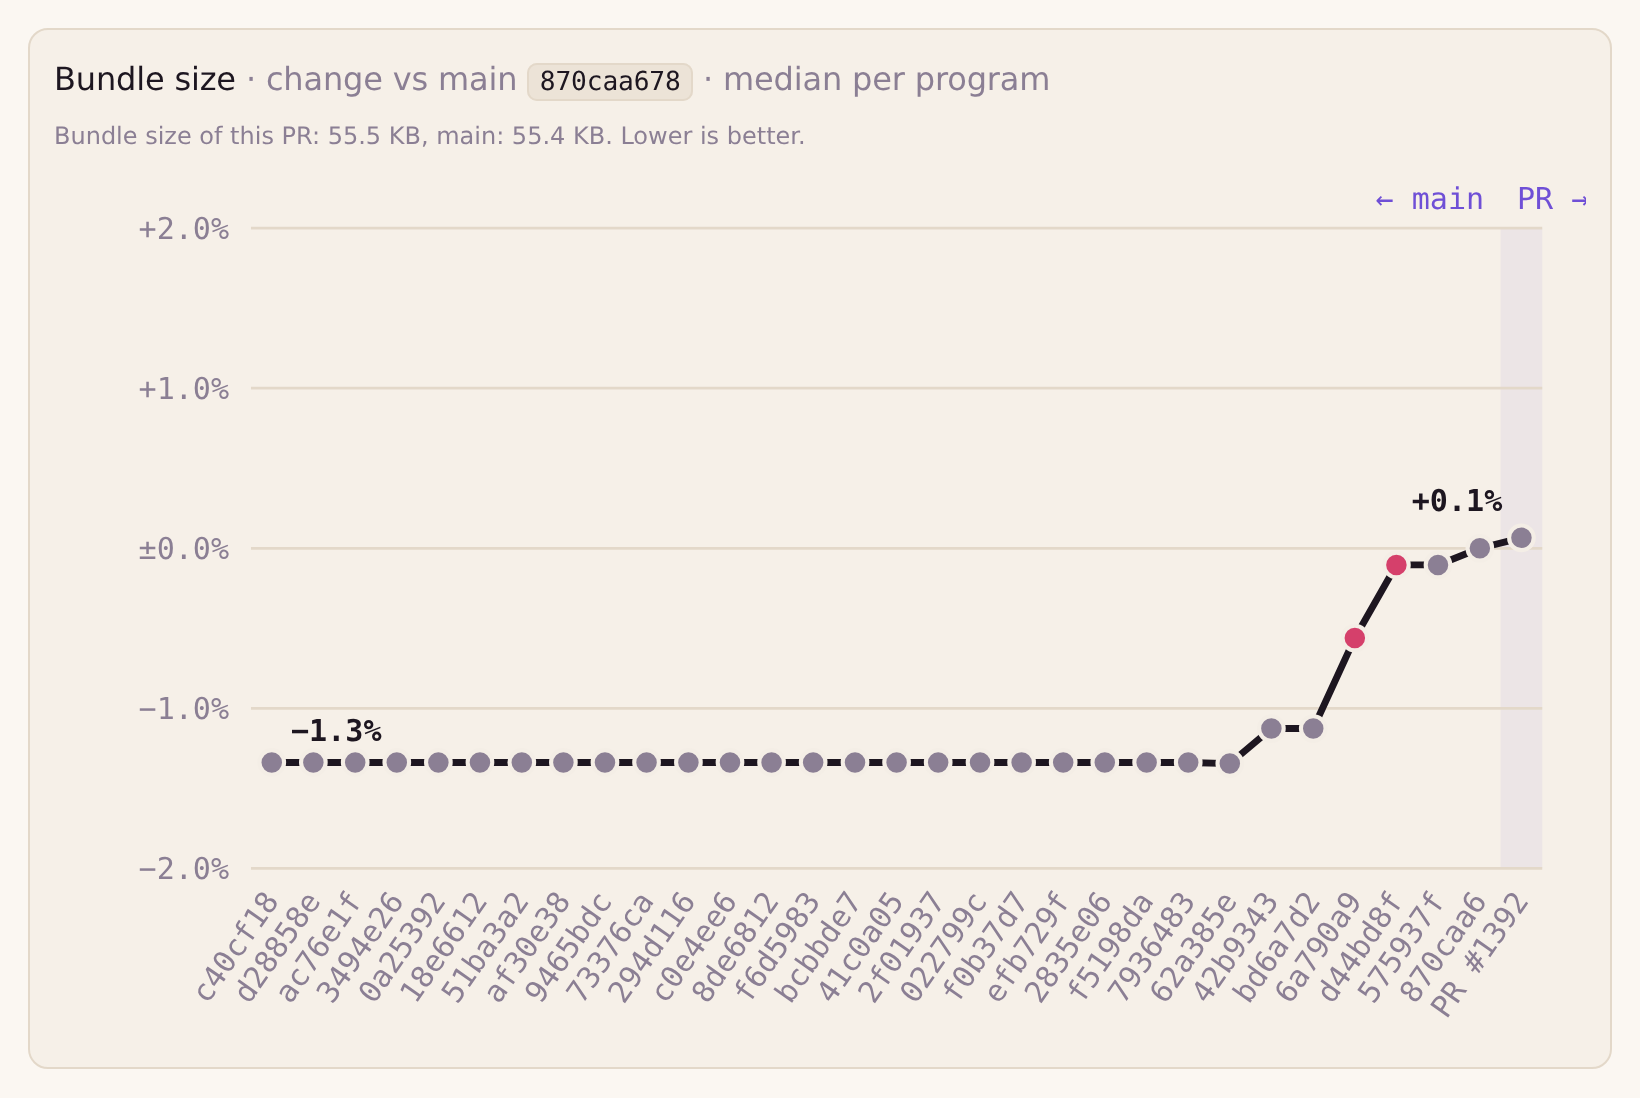 Bundle size · change vs main 870caa678 · median per program
Bundle size of this PR: 55.5 KB, main: 55.4 KB. Lower is better.
← main PR →
+2.0%
+1.0%
+0.1%
±0.0%
−1.0%
−1.3%
−2.0%
c40cf18
d28858e
ac76e1f
3494e26
0a25392
18e6612
51ba3a2
af30e38
9465bdc
73376ca
294d116
c0e4ee6
8de6812
f6d5983
bcbbde7
41c0a05
2f01937
022799c
f0b37d7
efb729f
2835e06
f5198da
7936483
62a385e
42b9343
bd6a7d2
6a790a9
d44bd8f
575937f
870caa6
PR #1392